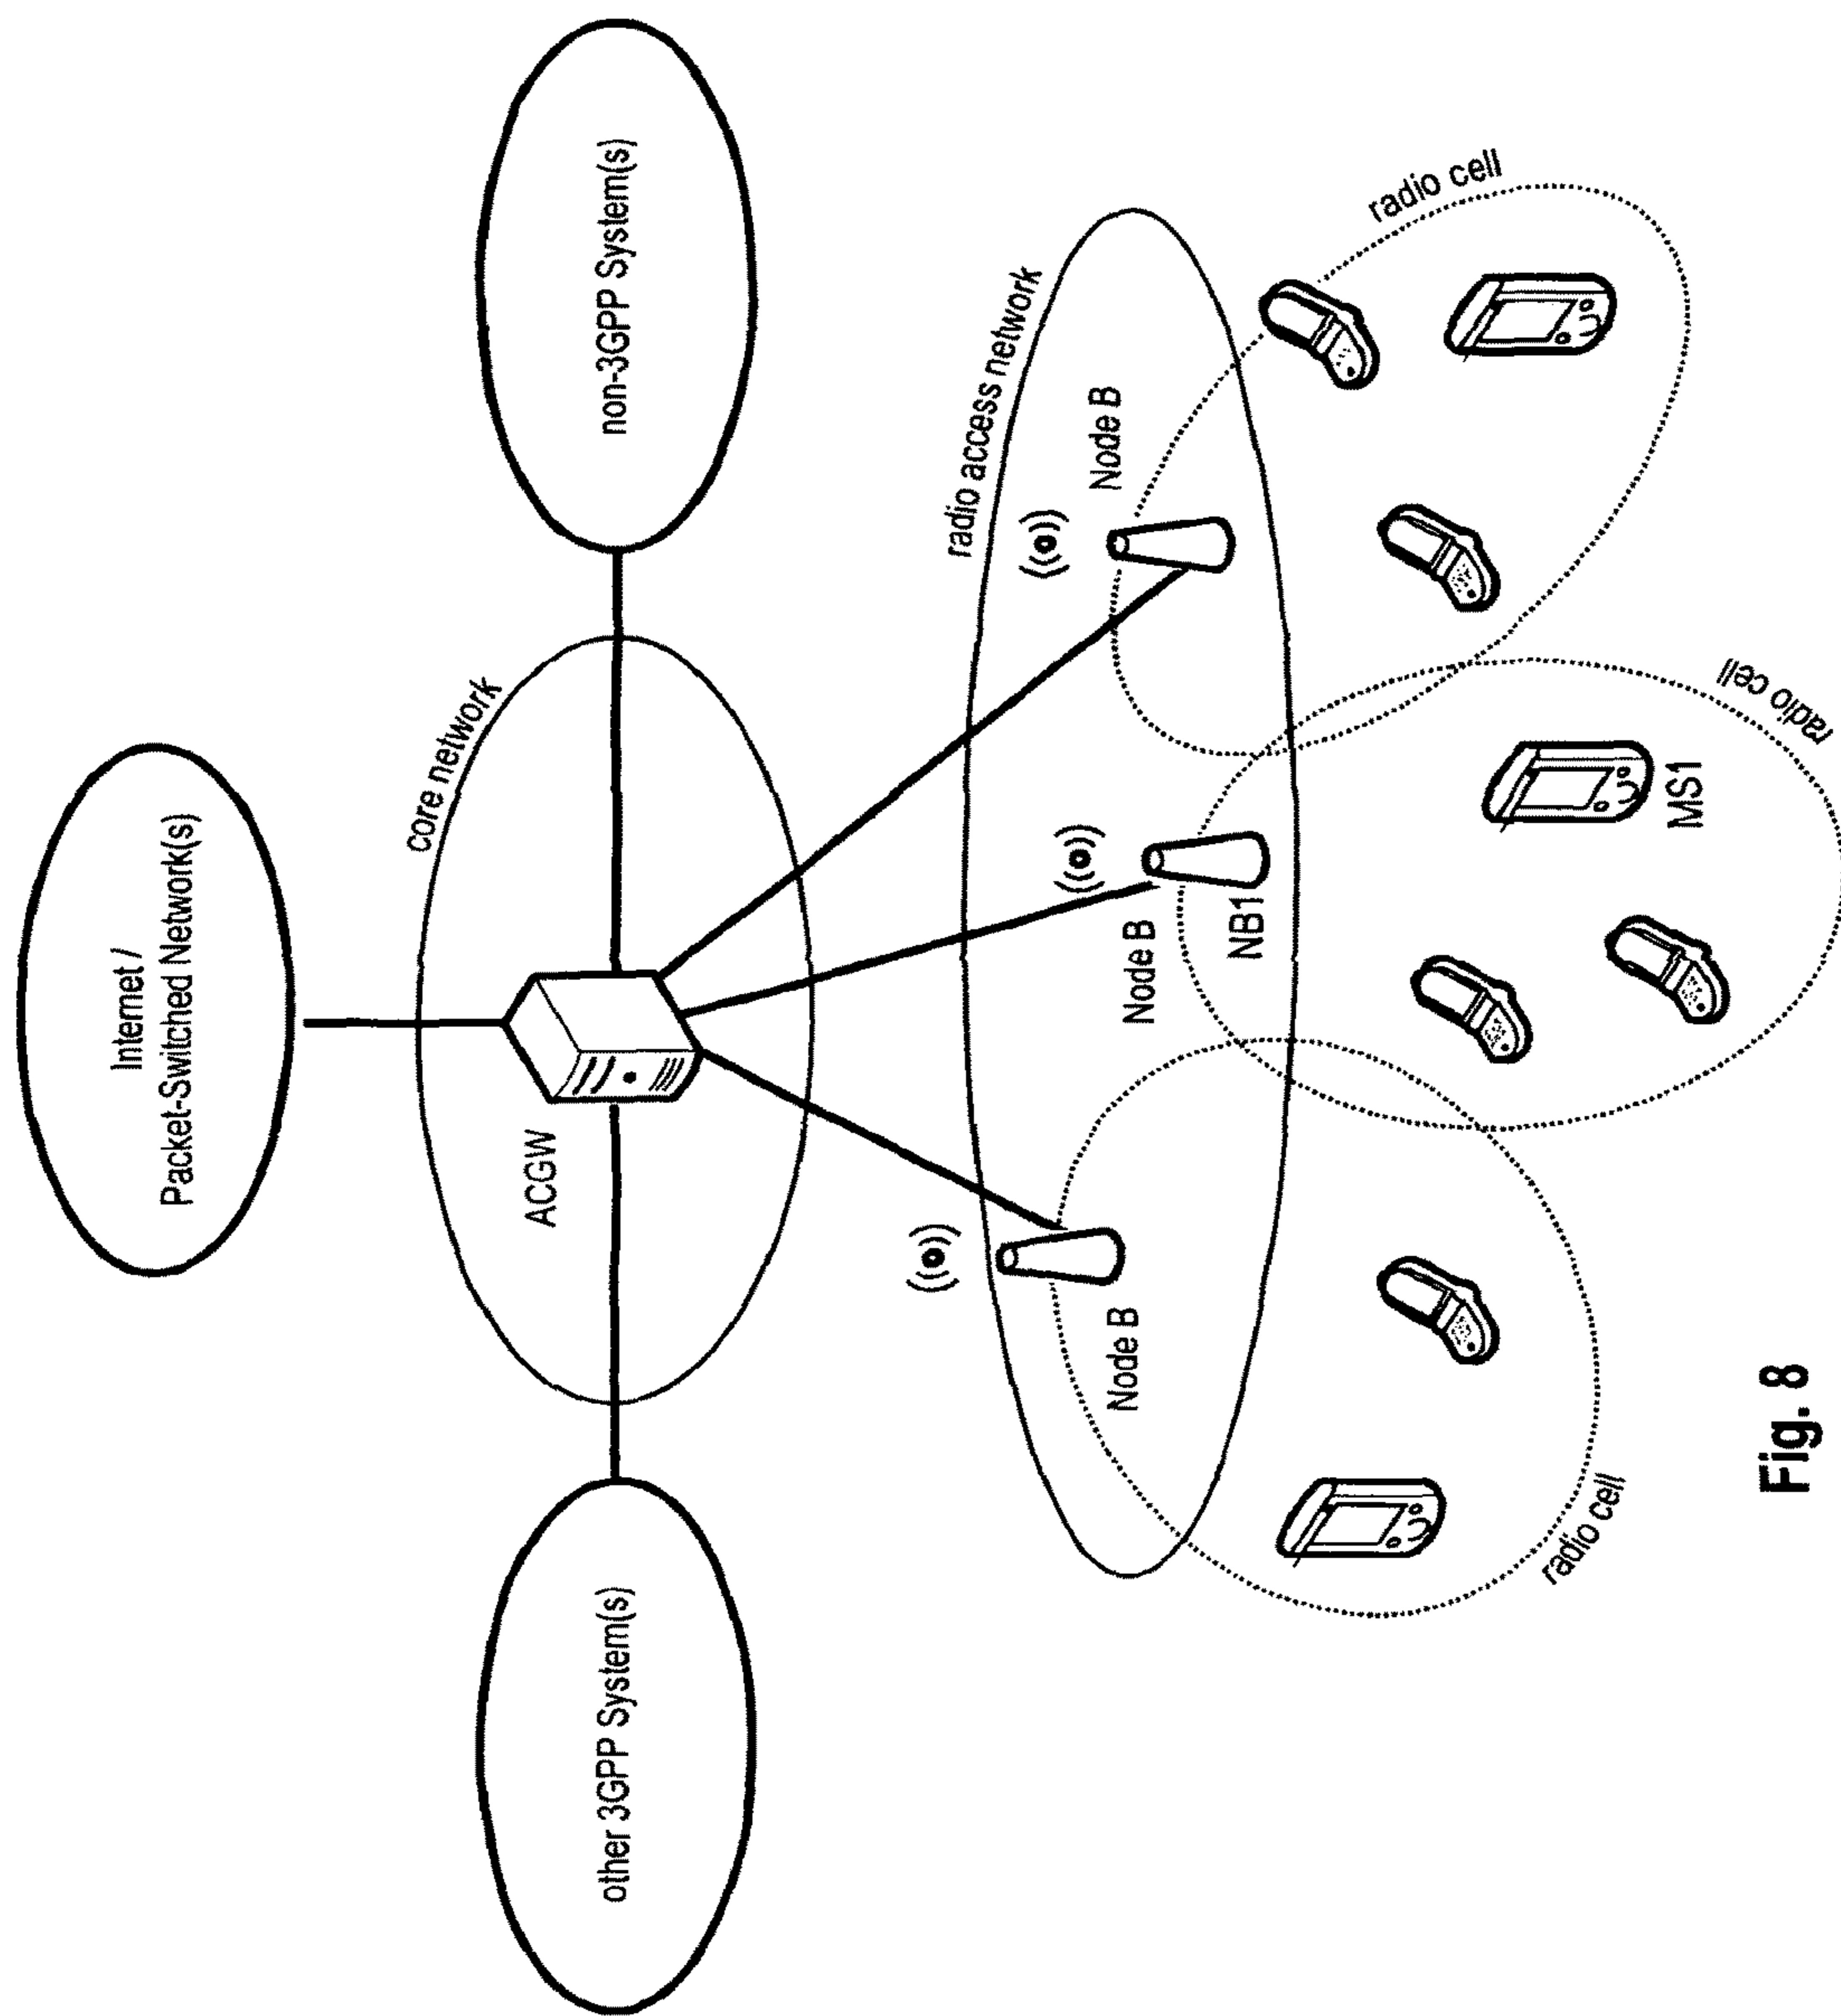 Internet /
Packet-Switched Network(s)
core network
ACGW
other 3GPP System(s)
non-3GPP System(s)
radio access network
Node B
Node B
NB1
Node B
radio cell
radio cell
MS1
radio cell
Fig. 8